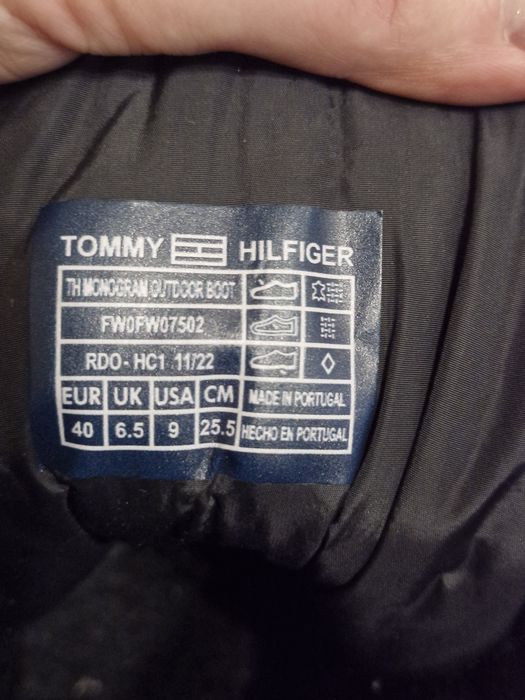 TOMMY HILFIGER
TH MONOGRAM OUTDOOR BOOT
FW0FW07502
RDO - HC1 11/22
EUR UK USA CM MADE IN PORTUGAL
40 6.5 9 25.5 HECHO EN PORTUGAL